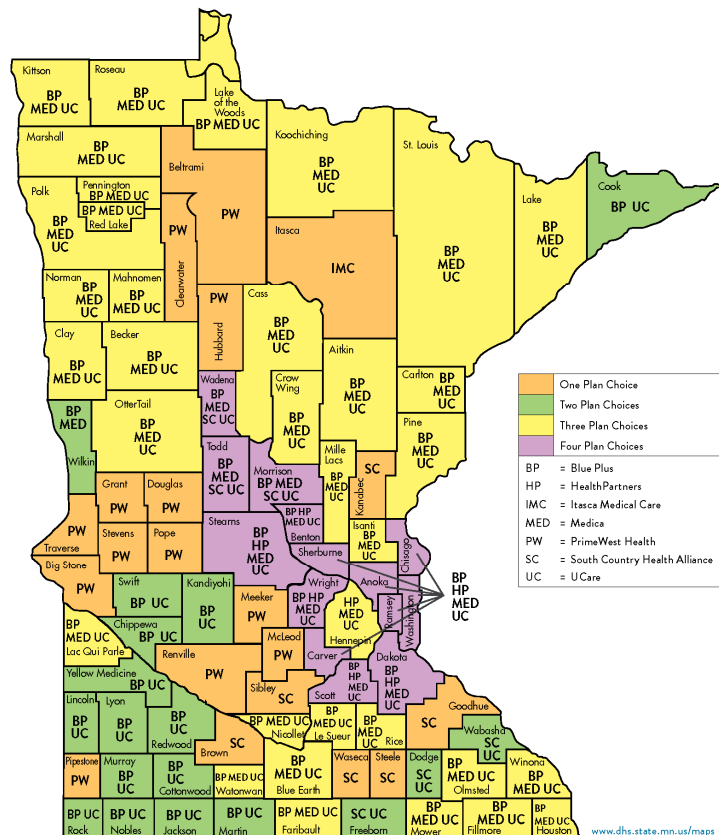 Kittson
BP
MED UC
Roseau
BP
MED UC
Lake
of the
Woods
BP MED UC
Marshall
BP
MED UC
Koochiching
BP
MED
UC
St. Louis
BP
MED
UC
Lake
BP
MED
UC
Cook
BP UC
Beltrami
PW
Polk
BP
MED
UC
Pennington
BP MED UC
BP MED UC
Red Lake
PW
Clearwater
Itasca
IMC
Norman
BP
MED
UC
Mahnomen
BP
MED UC
PW
Hubbard
Cass
BP
MED
UC
Clay
BP
MED UC
Becker
BP
MED UC
Aitkin
BP
MED
UC
Carlton
BP
MED
UC
Wadena
BP
MED
SC UC
Crow
Wing
BP
MED
UC
OtterTail
BP
MED
UC
BP
MED
Wilkin
Pine
BP
MED
UC
Todd
BP
MED
SC UC
Morrison
BP MED
SC UC
Mille
Lacs
BP
MED
UC
SC
Kanabec
Grant
PW
Douglas
PW
PW
Traverse
Stevens
PW
Pope
PW
Stearns
BP
HP
MED
UC
BP HP
MED UC
Benton
Isanti
BP
MED UC
Chisago
Sherburne
Big Stone
PW
Swift
BP UC
Kandiyohi
BP
UC
Meeker
PW
Wright
BP HP
MED
UC
Anoka
Ramsey
Washington
BP
HP
MED
UC
HP
MED
UC
Hennepin
BP
MED UC
Lac Qui Parle
Chippewa
BP UC
Renville
PW
McLeod
PW
Carver
Dakota
BP
HP
MED
UC
Yellow Medicine
BP UC
Sibley
SC
BP
HP
MED
UC
Scott
Lincoln
BP
UC
Lyon
BP
UC
BP
UC
Redwood
SC
Brown
BP MED UC
Nicollet
BP
MED UC
Le Sueur
BP
MED
UC
Rice
Goodhue
SC
Wabasha
SC
UC
Pipestone
PW
Murray
BP
UC
BP
UC
Cottonwood
BP MED UC
Watonwan
BP
MED UC
Blue Earth
Waseca
SC
Steele
SC
Dodge
SC
UC
BP
MED UC
Olmsted
Winona
BP
MED UC
BP UC
Rock
BP UC
Nobles
BP UC
Jackson
BP UC
Martin
BP MED UC
Faribault
SC UC
Freeborn
BP
MED UC
Mower
BP
MED UC
Fillmore
BP
MED UC
Houston
One Plan Choice
Two Plan Choices
Three Plan Choices
Four Plan Choices
BP = Blue Plus
HP = HealthPartners
IMC = Itasca Medical Care
MED = Medica
PW = PrimeWest Health
SC = South Country Health Alliance
UC = UCare
www.dhs.state.mn.us/maps